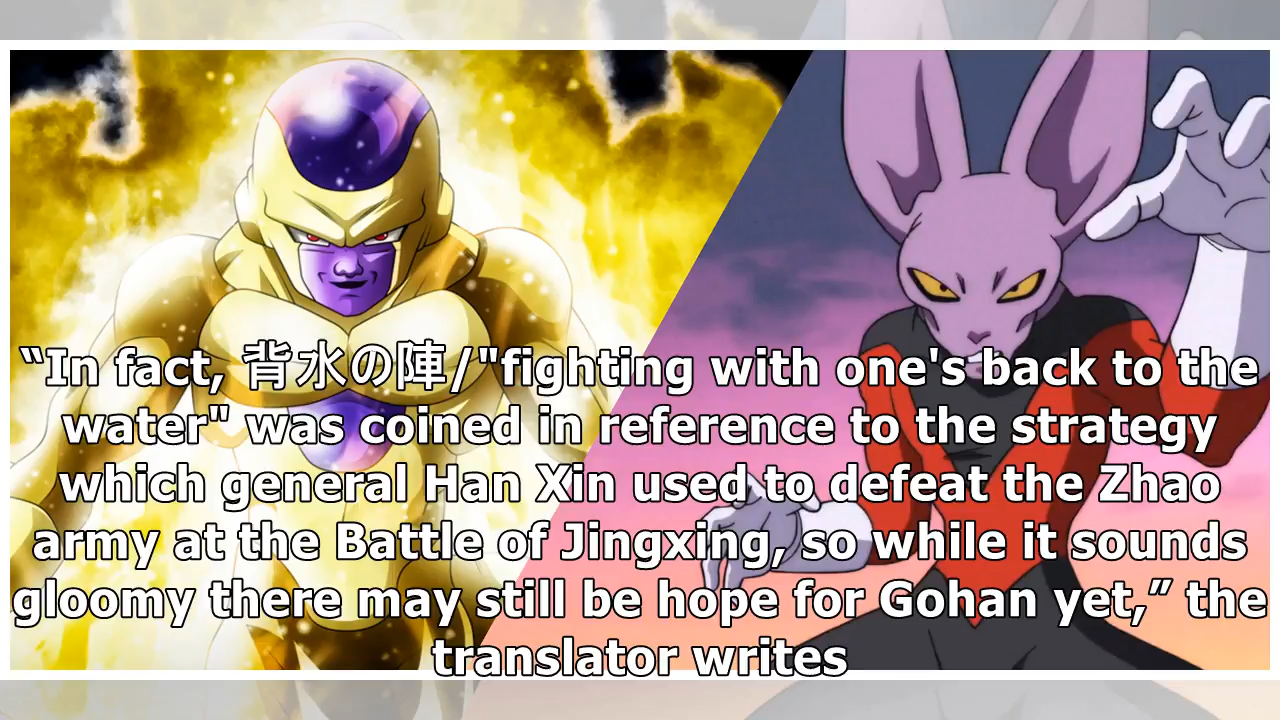 “In fact, 背水の陣/"fighting with one's back to the
water" was coined in reference to the strategy
which general Han Xin used to defeat the Zhao
army at the Battle of Jingxing, so while it sounds
gloomy there may still be hope for Gohan yet,” the
translator writes